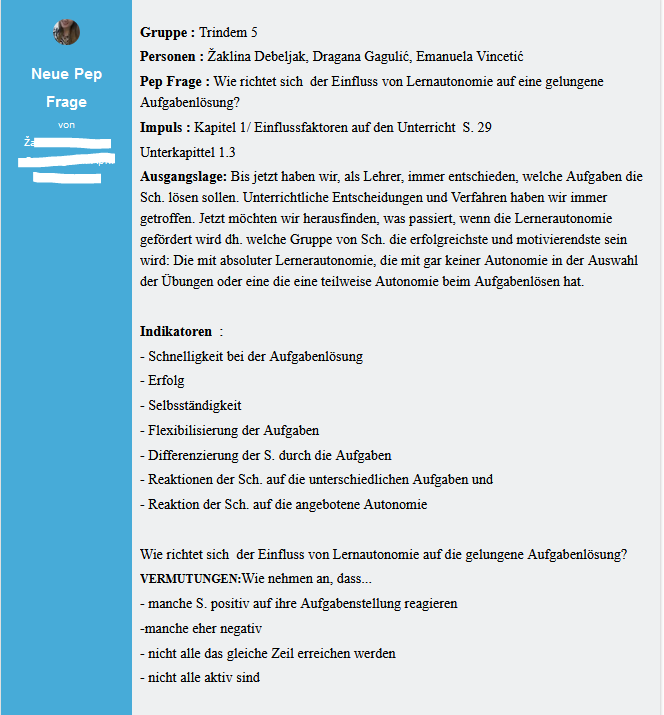 Neue Pep
Frage
von
Gruppe : Trindem 5
Personen : Žaklina Debeljak, Dragana Gagulić, Emanuela Vincetić
Pep Frage : Wie richtet sich  der Einfluss von Lernautonomie auf eine gelungene
Aufgabenlösung?
Impuls : Kapitel 1/ Einflussfaktoren auf den Unterricht  S. 29
Unterkapittel 1.3
Ausgangslage: Bis jetzt haben wir, als Lehrer, immer entschieden, welche Aufgaben die
Sch. lösen sollen. Unterrichtliche Entscheidungen und Verfahren haben wir immer
getroffen. Jetzt möchten wir herausfinden, was passiert, wenn die Lernerautonomie
gefördert wird dh. welche Gruppe von Sch. die erfolgreichste und motivierendste sein
wird: Die mit absoluter Lernerautonomie, die mit gar keiner Autonomie in der Auswahl
der Übungen oder eine die eine teilweise Autonomie beim Aufgabenlösen hat.
Indikatoren  :
- Schnelligkeit bei der Aufgabenlösung
- Erfolg
- Selbsständigkeit
- Flexibilisierung der Aufgaben
- Differenzierung der S. durch die Aufgaben
- Reaktionen der Sch. auf die unterschiedlichen Aufgaben und
- Reaktion der Sch. auf die angebotene Autonomie
Wie richtet sich  der Einfluss von Lernautonomie auf die gelungene Aufgabenlösung?
VERMUTUNGEN:Wie nehmen an, dass...
- manche S. positiv auf ihre Aufgabenstellung reagieren
-manche eher negativ
- nicht alle das gleiche Zeil erreichen werden
- nicht alle aktiv sind